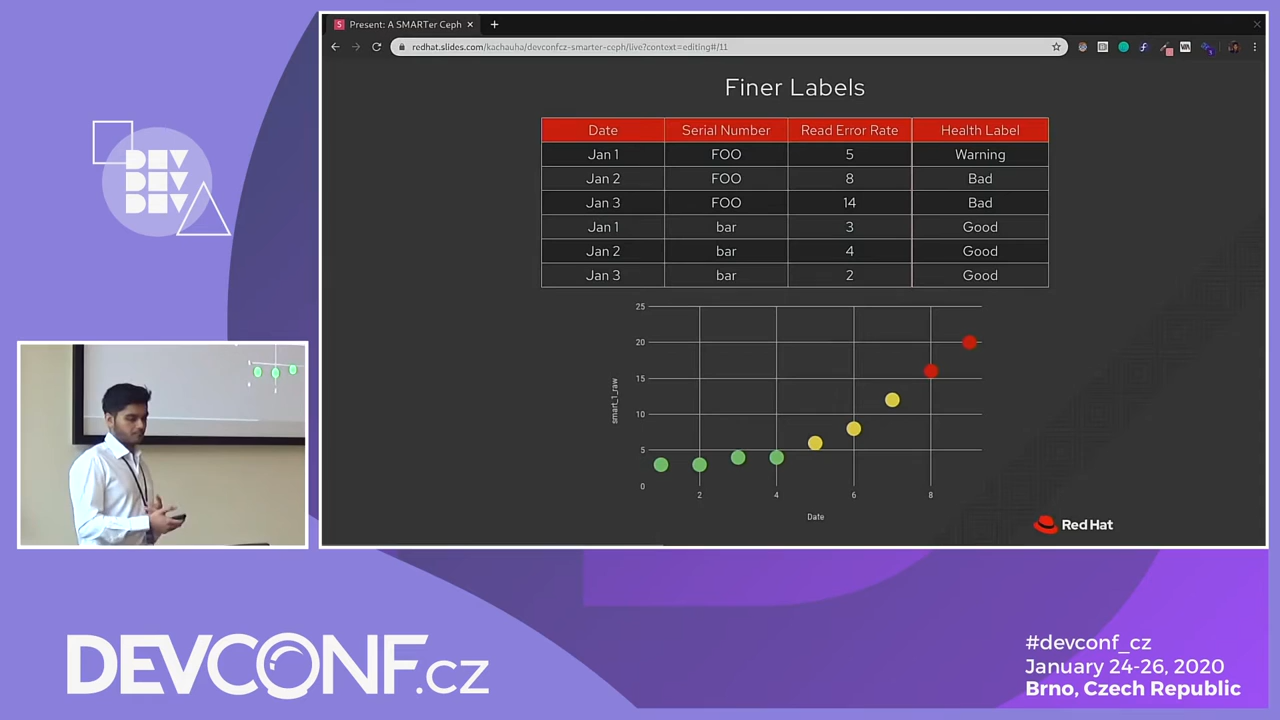 Present: A SMARTer Ceph
redhat.slides.com/kachauha/devconfcz-smarter-ceph/live?context=editing#/11
DEV
DEV
DEV
Finer Labels
Date Serial Number Read Error Rate Health Label
Jan 1 FOO 5 Warning
Jan 2 FOO 8 Bad
Jan 3 FOO 14 Bad
Jan 1 bar 3 Good
Jan 2 bar 4 Good
Jan 3 bar 2 Good
25
20
15
10
5
0
smart_1_raw
2 4 6 8
Date
Red Hat
DEVCONF.cz
#devconf_cz
January 24-26, 2020
Brno, Czech Republic